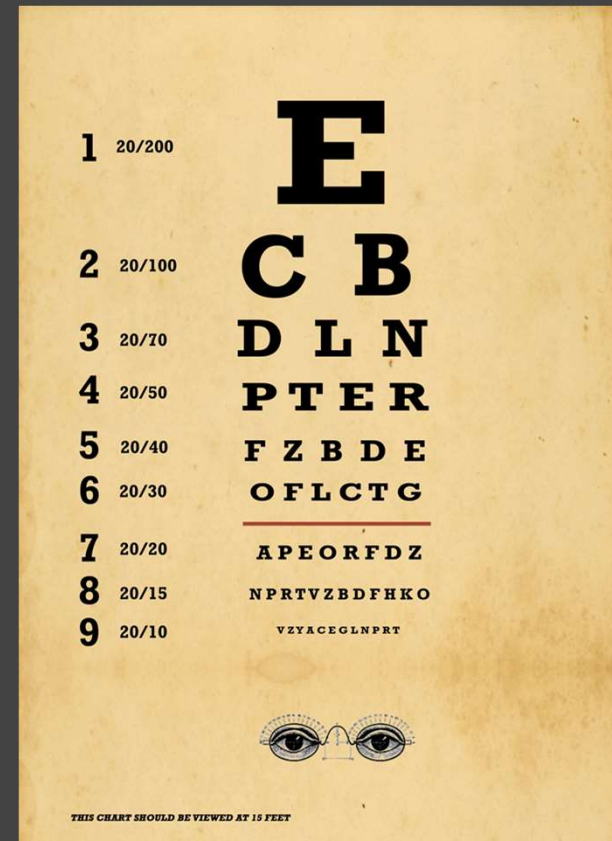 1 20/200 E
2 20/100 C B
3 20/70 D L N
4 20/50 P T E R
5 20/40 F Z B D E
6 20/30 O F L C T G
7 20/20 A P E O R F D Z
8 20/15 N P R T V Z B D F H K O
9 20/10 V Z Y A C E G L N P R T
THIS CHART SHOULD BE VIEWED AT 15 FEET